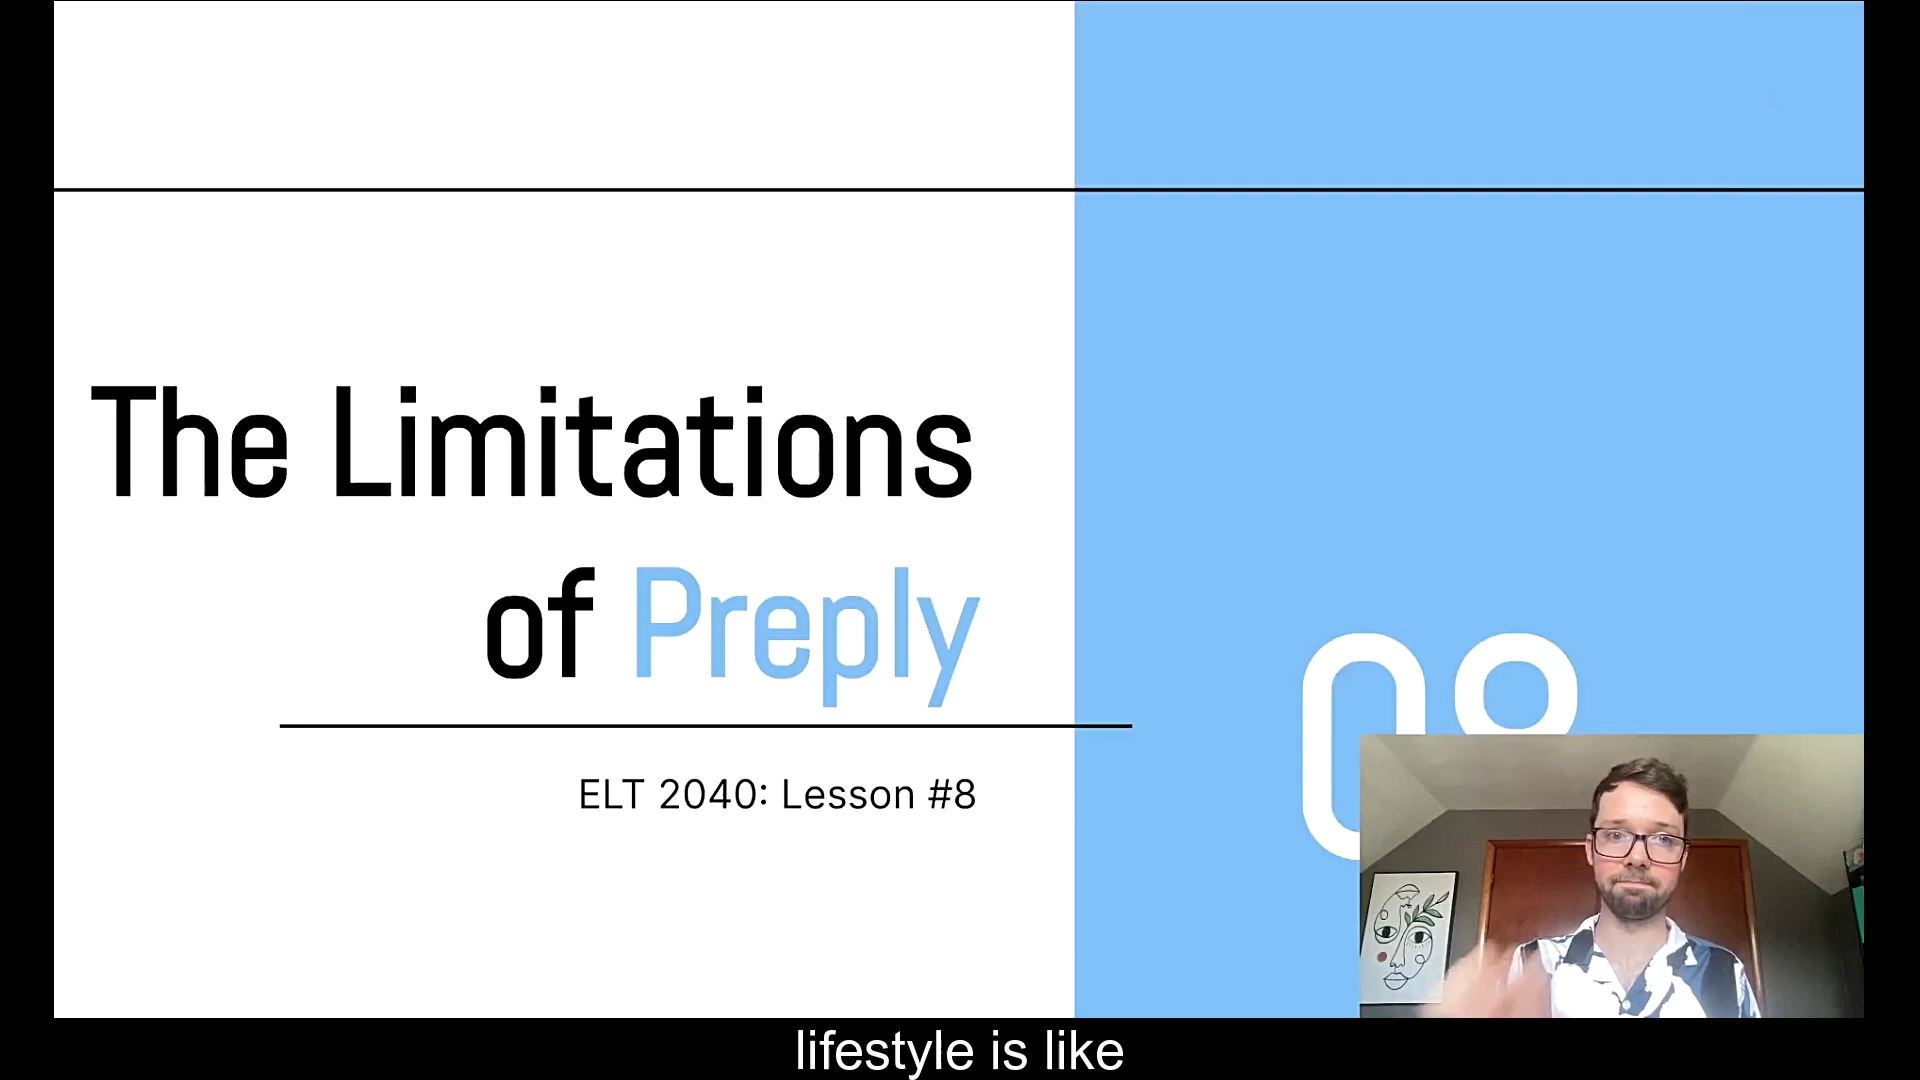 The Limitations
of Preply
ELT 2040: Lesson #8
08
lifestyle is like